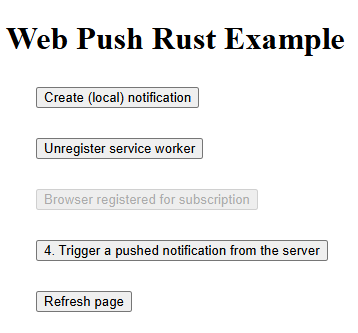 Web Push Rust Example
Create (local) notification
Unregister service worker
Browser registered for subscription
4. Trigger a pushed notification from the server
Refresh page